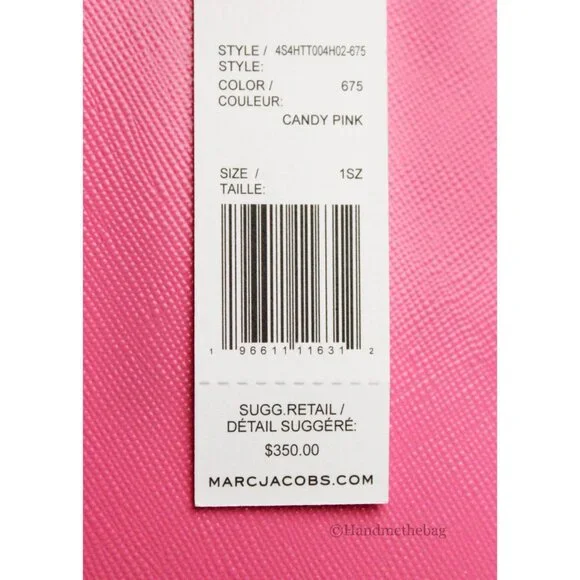 STYLE / 4S4HTT004H02-675
STYLE:
COLOR / 675
COULEUR:
CANDY PINK
SIZE / 1SZ
TAILLE:
1 96611 11631 2
SUGG.RETAIL /
DÉTAIL SUGGÉRÉ:
$350.00
MARCJACOBS.COM
©Handmethebag